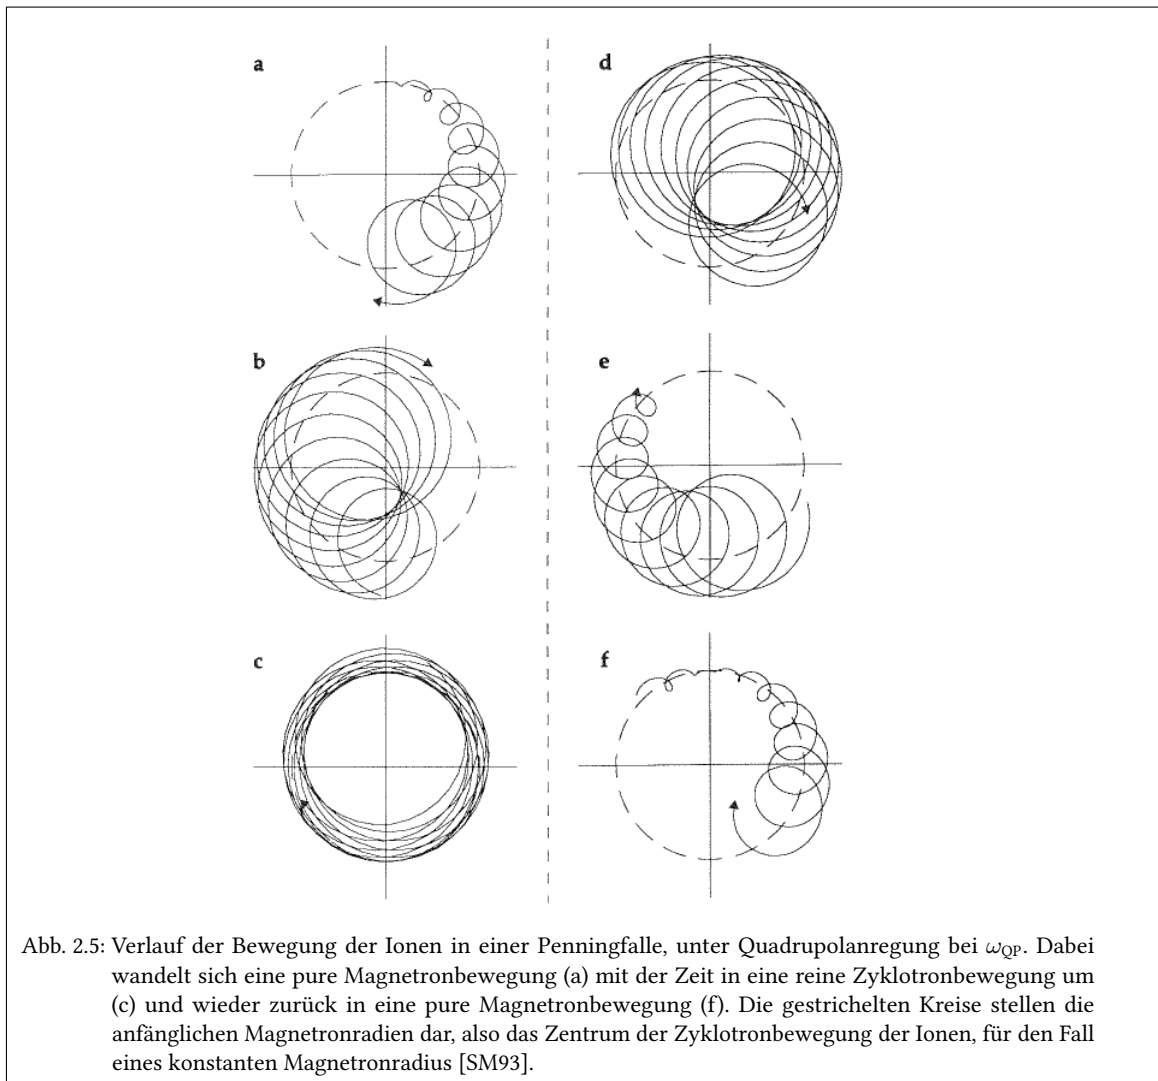 a
d
b
e
c
f
Abb. 2.5: Verlauf der Bewegung der Ionen in einer Penningfalle, unter Quadrupolanregung bei ω_QP. Dabei
wandelt sich eine pure Magnetronbewegung (a) mit der Zeit in eine reine Zyklotronbewegung um
(c) und wieder zurück in eine pure Magnetronbewegung (f). Die gestrichelten Kreise stellen die
anfänglichen Magnetronradien dar, also das Zentrum der Zyklotronbewegung der Ionen, für den Fall
eines konstanten Magnetronradius [SM93].